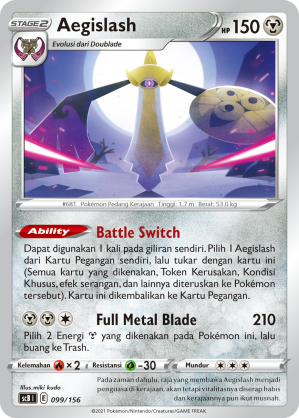 STAGE2 Aegislash HP 150
Evolusi dari Doublade
#681 Pokémon Pedang Kerajaan Tinggi: 1.7 m Berat: 53.0 kg
Ability Battle Switch
Dapat digunakan 1 kali pada giliran sendiri. Pilih 1 Aegislash
dari Kartu Pegangan sendiri, lalu tukar dengan kartu ini
(Semua kartu yang dikenakan, Token Kerusakan, Kondisi
Khusus, efek serangan, dan lainnya diteruskan ke Pokémon
tersebut). Kartu ini dikembalikan ke Kartu Pegangan.
Full Metal Blade 210
Pilih 2 Energi yang dikenakan pada Pokémon ini, lalu
buang ke Trash.
Kelemahan ×2 Resistansi -30 Mundur
Illus. miki kudo
Pada zaman dahulu, raja yang membawa Aegislash menjadi
penguasa di kerajaannya, akan tetapi vitalitasnya diserap habis
dan kerajaannya pun ikut musnah.
sc3 I E 099/156
©2021 Pokémon/Nintendo/Creatures/GAME FREAK